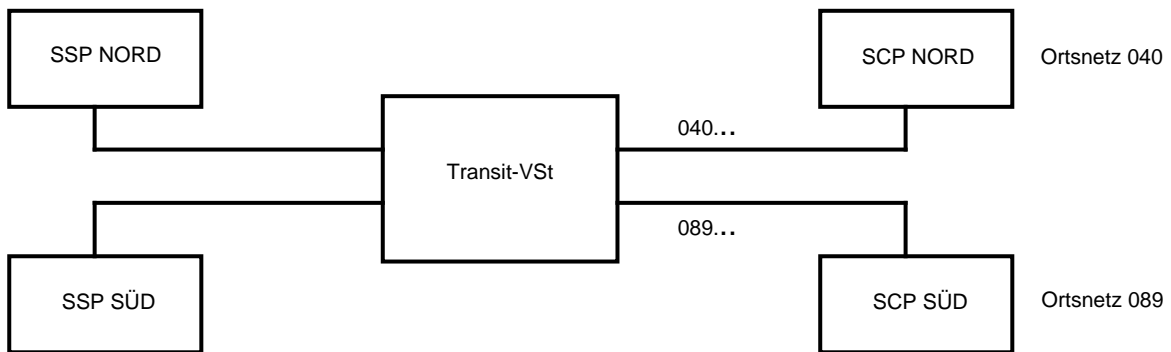 SSP NORD
SCP NORD
Ortsnetz 040
040...
Transit-VSt
089...
SSP SÜD
SCP SÜD
Ortsnetz 089